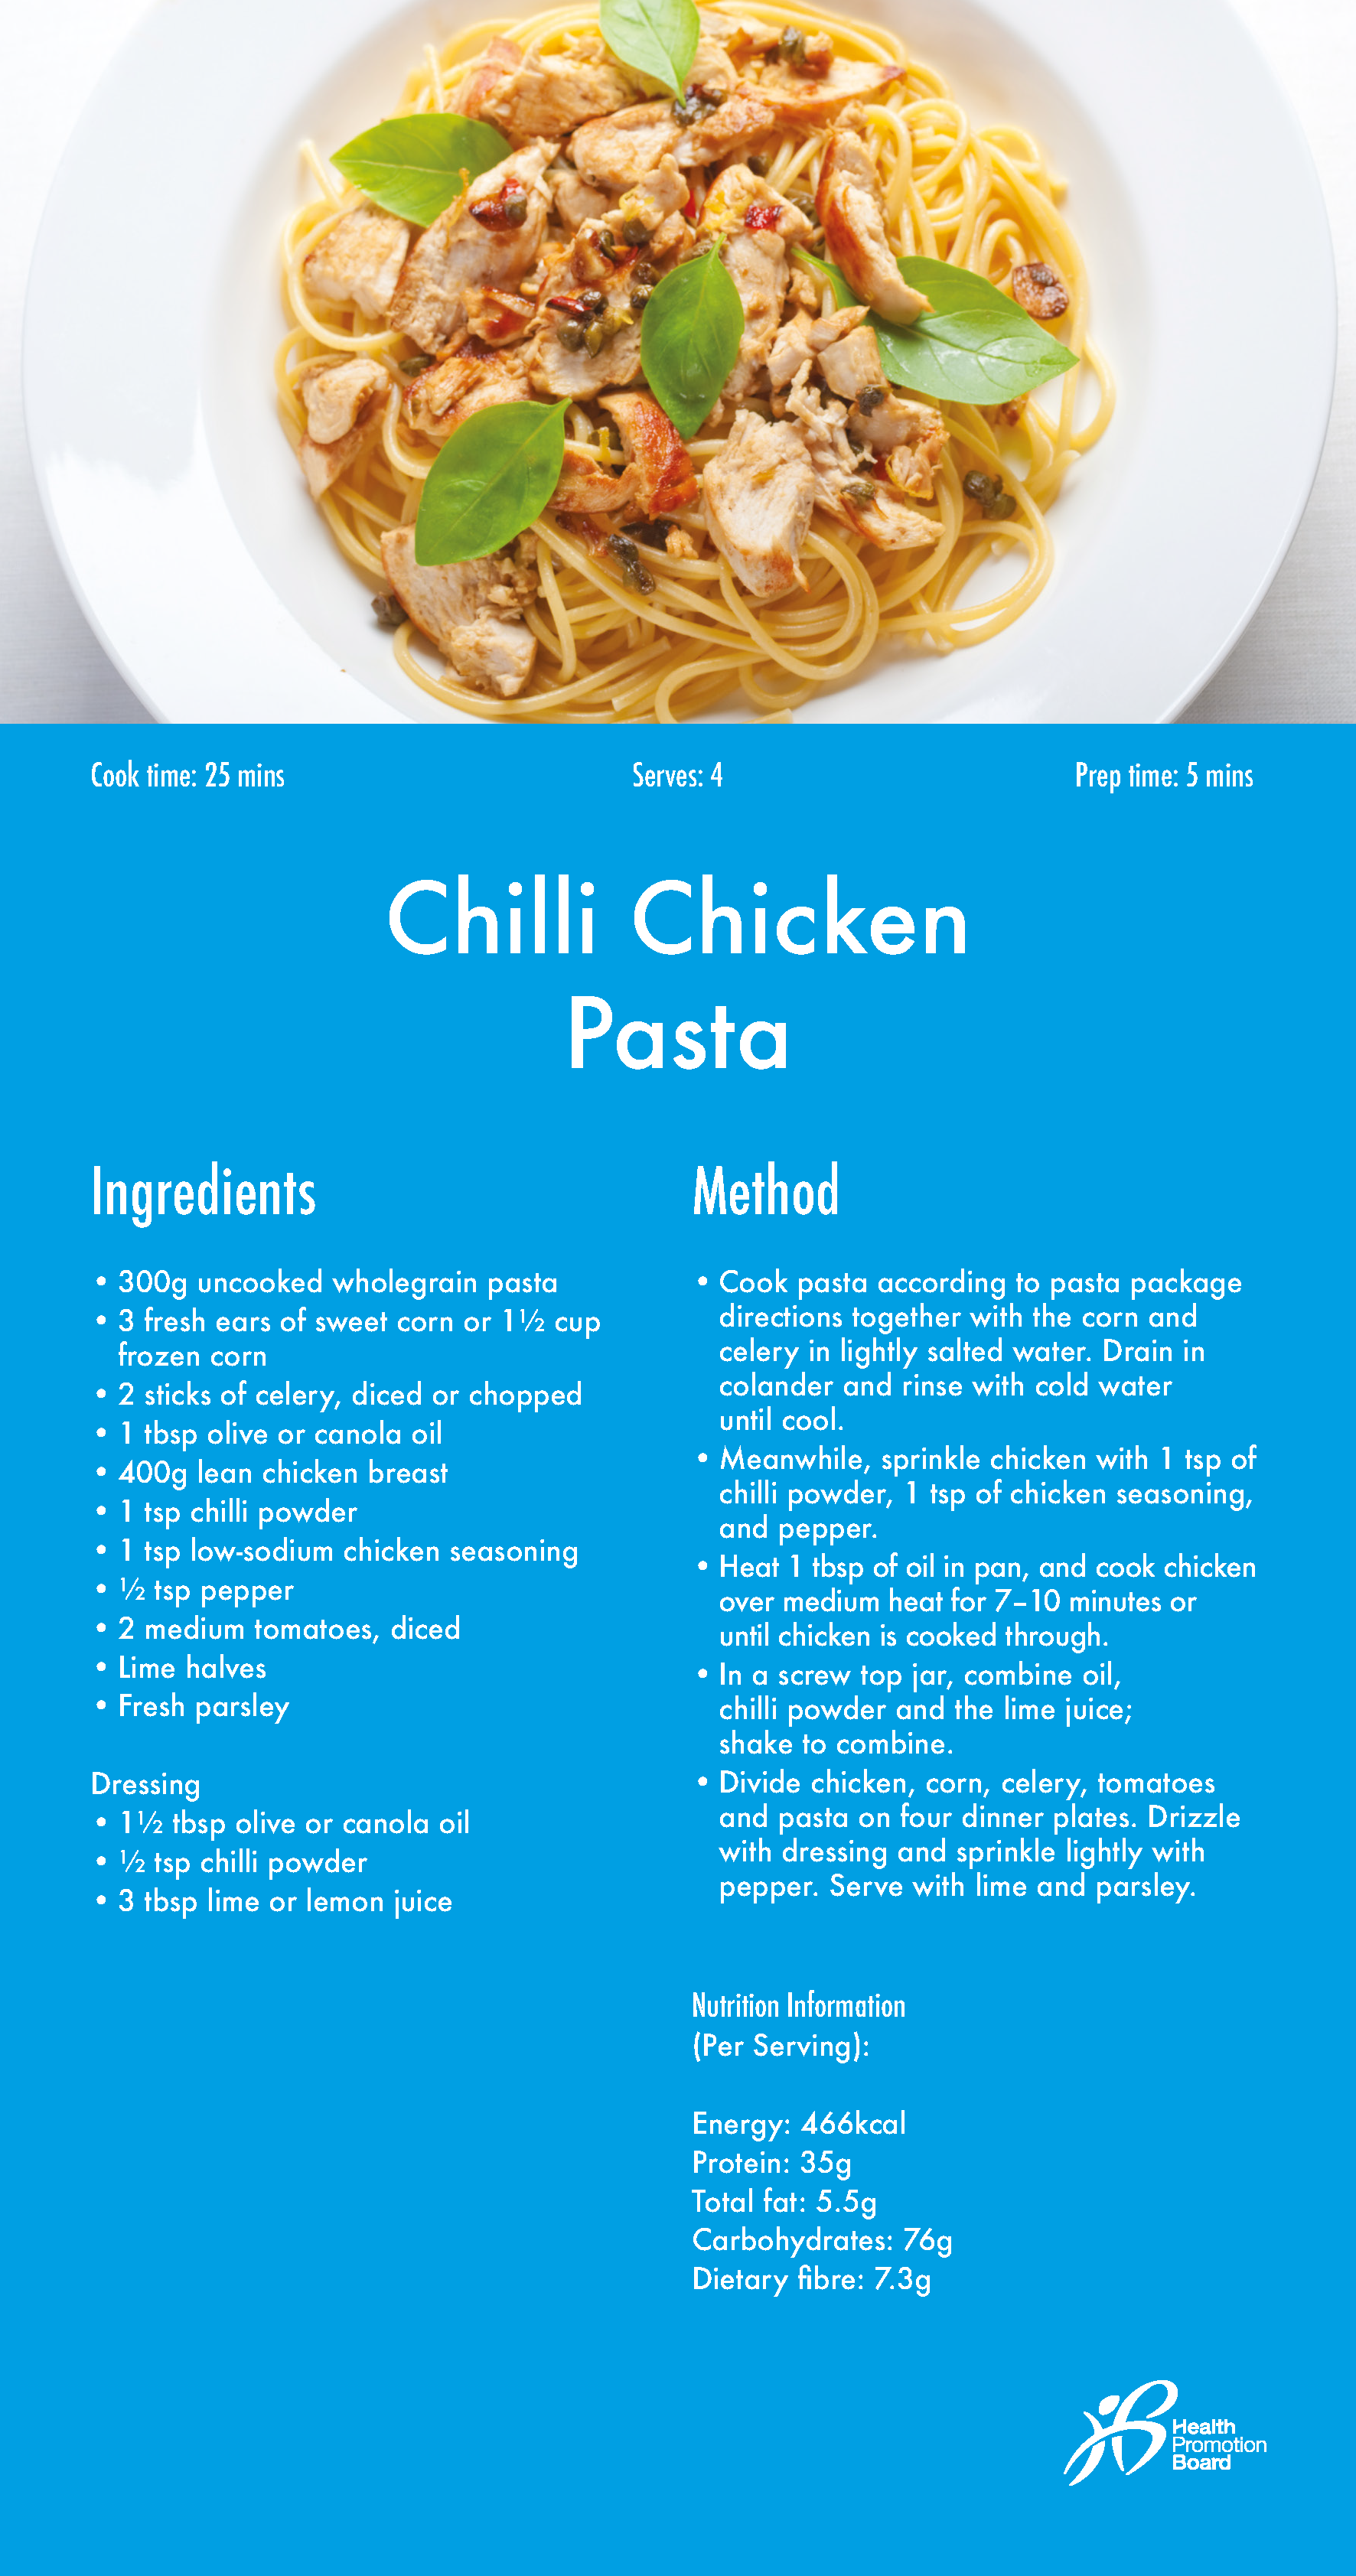 Cook time: 25 mins
Serves: 4
Prep time: 5 mins
Chilli Chicken
Pasta
Ingredients
• 300g uncooked wholegrain pasta
• 3 fresh ears of sweet corn or 1½ cup
frozen corn
• 2 sticks of celery, diced or chopped
• 1 tbsp olive or canola oil
• 400g lean chicken breast
• 1 tsp chilli powder
• 1 tsp low-sodium chicken seasoning
• ½ tsp pepper
• 2 medium tomatoes, diced
• Lime halves
• Fresh parsley
Dressing
• 1½ tbsp olive or canola oil
• ½ tsp chilli powder
• 3 tbsp lime or lemon juice
Method
• Cook pasta according to pasta package
directions together with the corn and
celery in lightly salted water. Drain in
colander and rinse with cold water
until cool.
• Meanwhile, sprinkle chicken with 1 tsp of
chilli powder, 1 tsp of chicken seasoning,
and pepper.
• Heat 1 tbsp of oil in pan, and cook chicken
over medium heat for 7–10 minutes or
until chicken is cooked through.
• In a screw top jar, combine oil,
chilli powder and the lime juice;
shake to combine.
• Divide chicken, corn, celery, tomatoes
and pasta on four dinner plates. Drizzle
with dressing and sprinkle lightly with
pepper. Serve with lime and parsley.
Nutrition Information
(Per Serving):
Energy: 466kcal
Protein: 35g
Total fat: 5.5g
Carbohydrates: 76g
Dietary fibre: 7.3g
Health
Promotion
Board